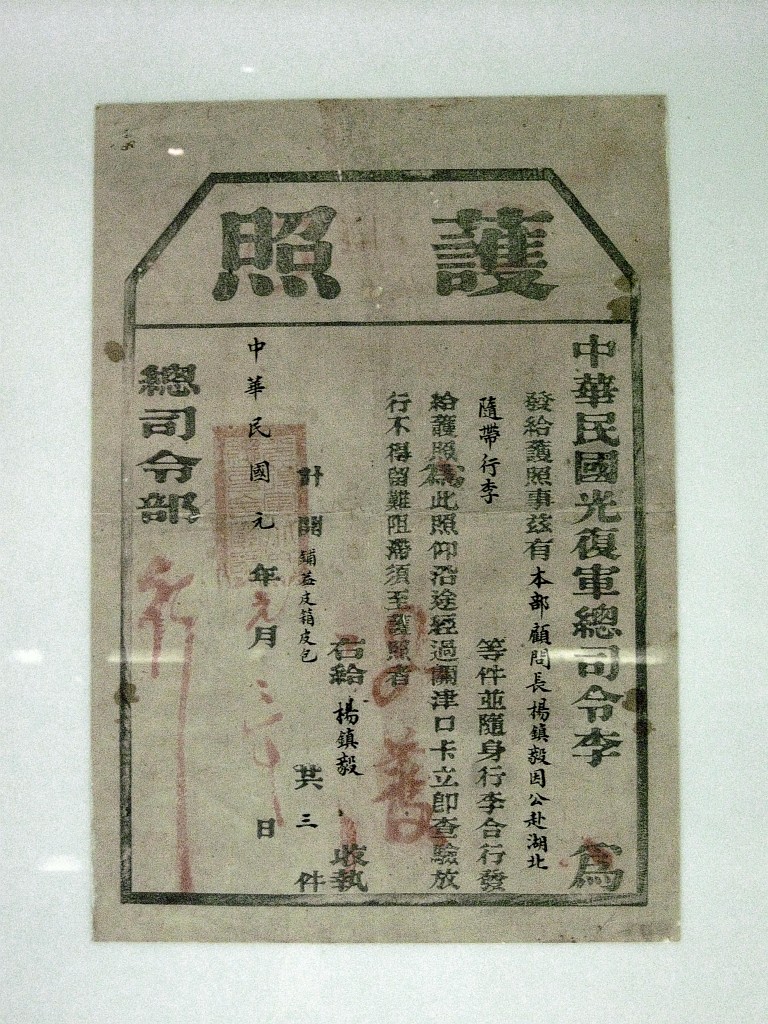 護照
中華民國光復軍總司令李 為
發給護照事茲有本部顧問長楊鎮毅因公赴湖北
隨帶行李 等件並隨身行李合行發
給護照為此照仰沿途經過關津口卡立即查驗放
行不得留難阻滯須至護照者
右給 楊鎮毅 收執
計開 鋪蓋皮箱皮包 共三件
中華民國元年元月 日
總司令部